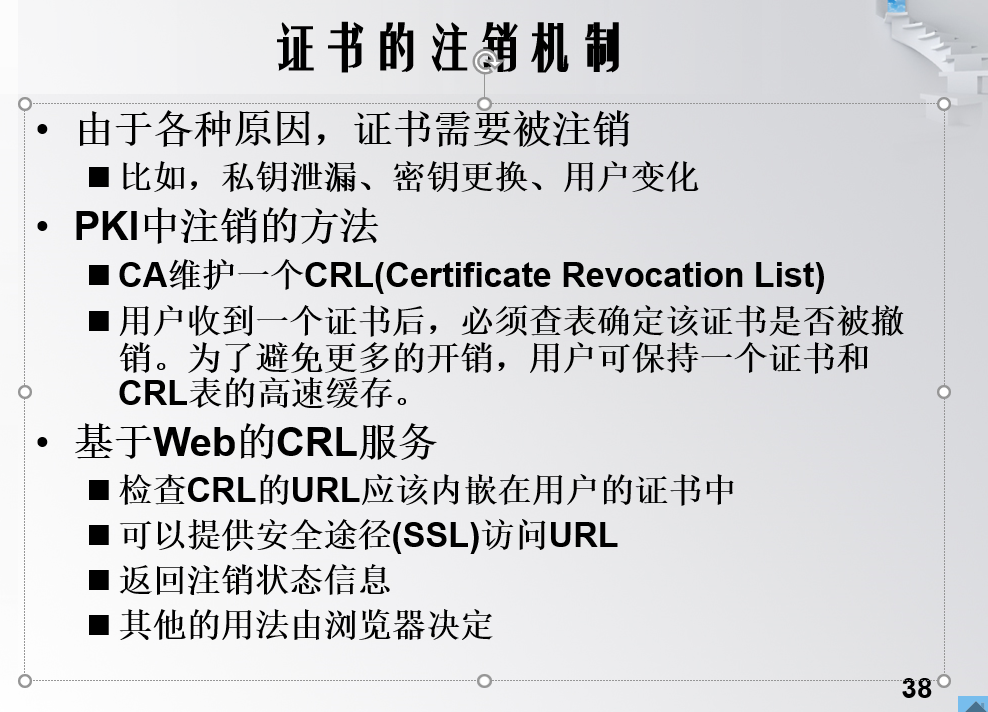 证书的注销机制
• 由于各种原因，证书需要被注销
■ 比如，私钥泄漏、密钥更换、用户变化
• PKI中注销的方法
■ CA维护一个CRL(Certificate Revocation List)
■ 用户收到一个证书后，必须查表确定该证书是否被撤
销。为了避免更多的开销，用户可保持一个证书和
CRL表的高速缓存。
• 基于Web的CRL服务
■ 检查CRL的URL应该内嵌在用户的证书中
■ 可以提供安全途径(SSL)访问URL
■ 返回注销状态信息
■ 其他的用法由浏览器决定
38